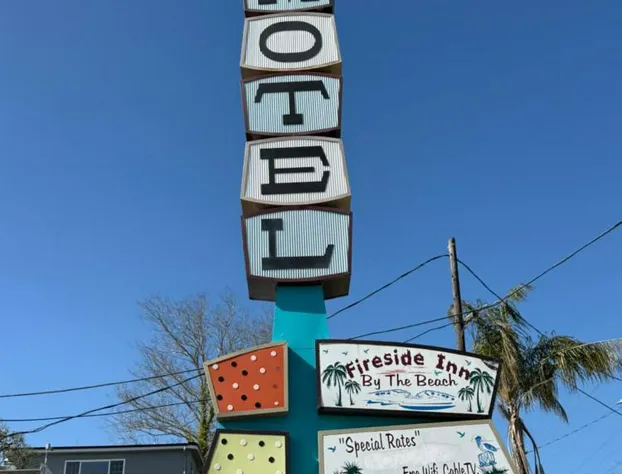 O
T
E
L
Fireside Inn
By The Beach
"Special Rates"
Free Wifi Cable TV